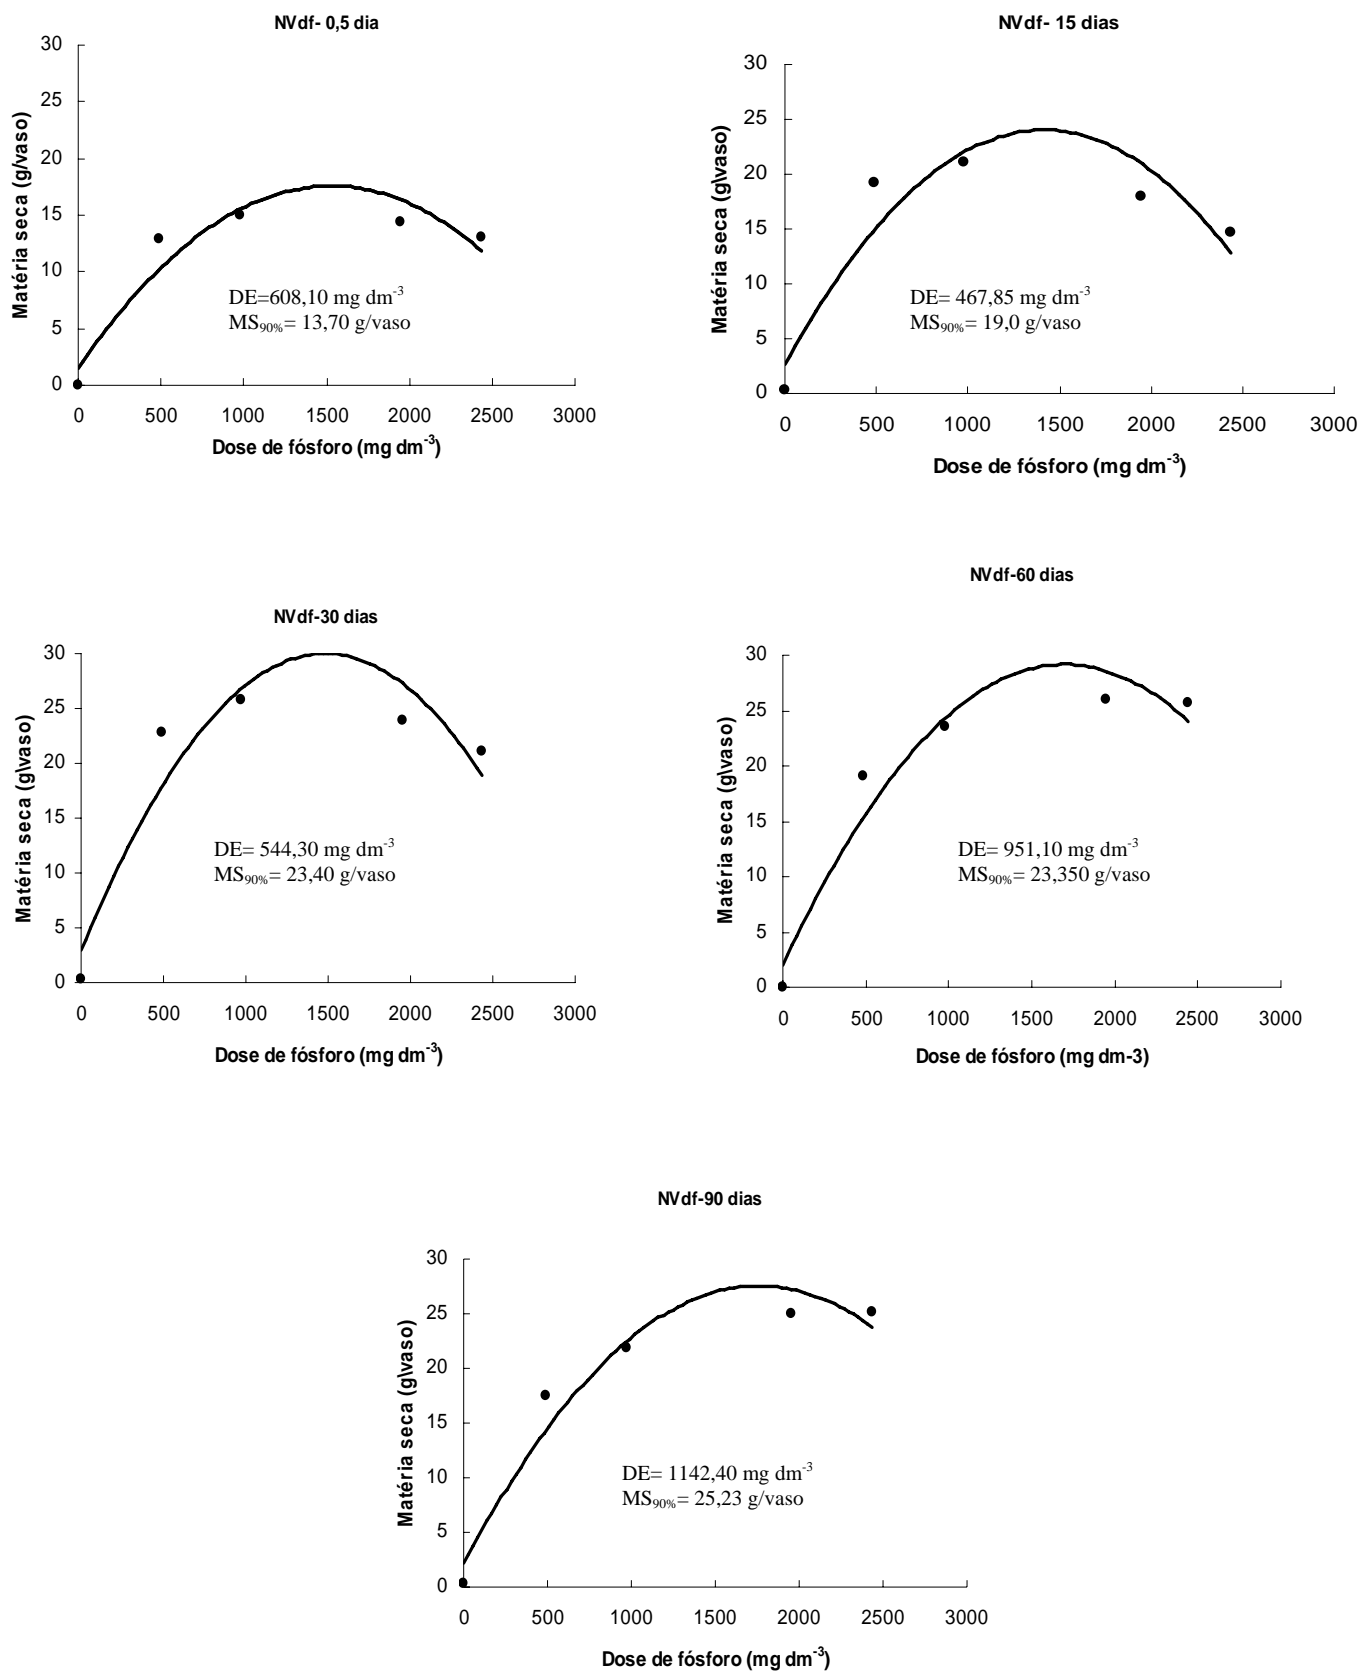 NVdf- 0,5 dia
30
25
20
15
10
5
0
Matéria seca (g/vaso)
DE=608,10 mg dm-3
MS90%= 13,70 g/vaso
0 500 1000 1500 2000 2500 3000
Dose de fósforo (mg dm-3)
NVdf- 15 dias
30
25
20
15
10
5
0
Matéria seca (g\vaso)
DE= 467,85 mg dm-3
MS90%= 19,0 g/vaso
0 500 1000 1500 2000 2500 3000
Dose de fósforo (mg dm-3)
NVdf-30 dias
30
25
20
15
10
5
0
Matéria seca (g\vaso)
DE= 544,30 mg dm-3
MS90%= 23,40 g/vaso
0 500 1000 1500 2000 2500 3000
Dose de fósforo (mg dm-3)
NVdf-60 dias
30
25
20
15
10
5
0
Matéria seca (g\vaso)
DE= 951,10 mg dm-3
MS90%= 23,350 g/vaso
0 500 1000 1500 2000 2500 3000
Dose de fósforo (mg dm-3)
NVdf-90 dias
30
25
20
15
10
5
0
Matéria seca (g\vaso)
DE= 1142,40 mg dm-3
MS90%= 25,23 g/vaso
0 500 1000 1500 2000 2500 3000
Dose de fósforo (mg dm-3)